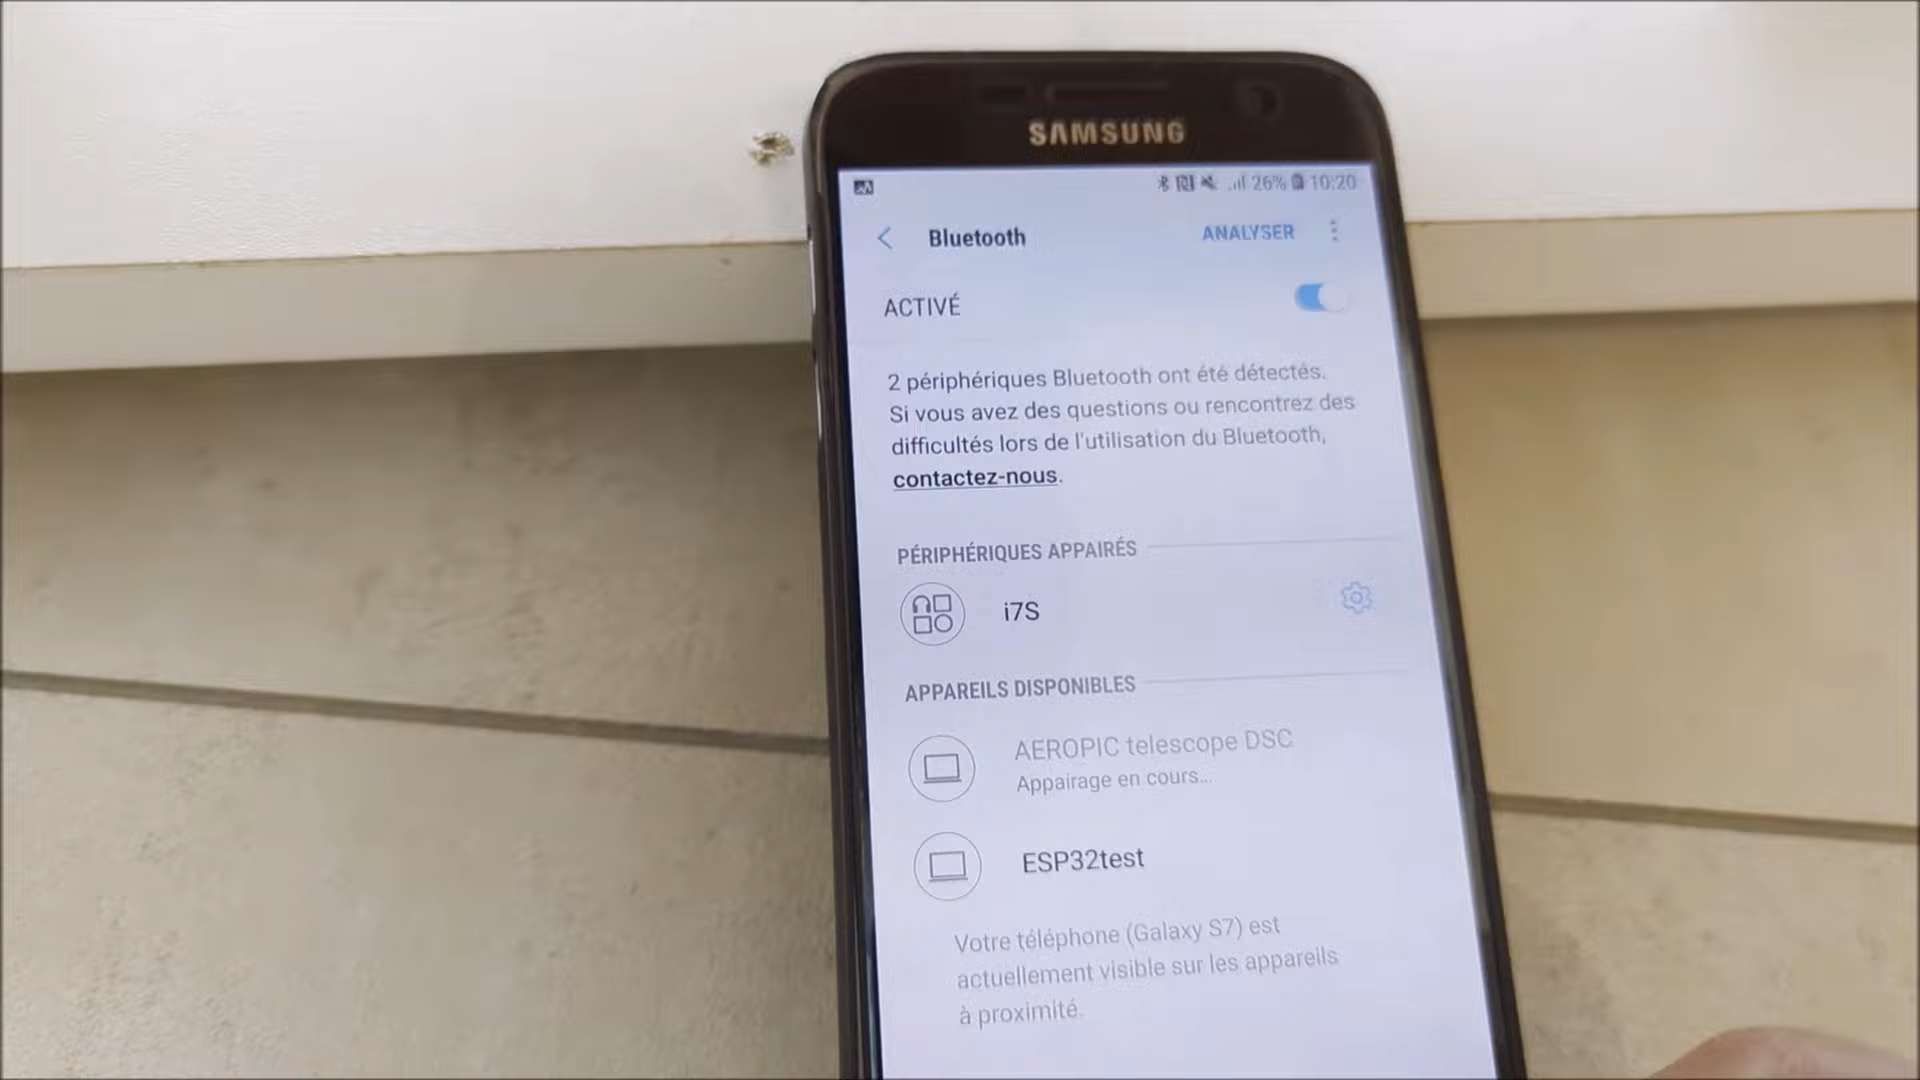 SAMSUNG
26% 10:20
Bluetooth ANALYSER
ACTIVÉ
2 périphériques Bluetooth ont été détectés.
Si vous avez des questions ou rencontrez des
difficultés lors de l'utilisation du Bluetooth,
contactez-nous.
PÉRIPHÉRIQUES APPAIRÉS
i7S
APPAREILS DISPONIBLES
AEROPIC telescope DSC
Appairage en cours...
ESP32test
Votre téléphone (Galaxy S7) est
actuellement visible sur les appareils
à proximité.